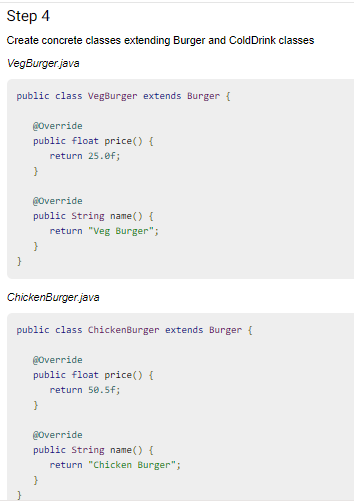 Step 4
Create concrete classes extending Burger and ColdDrink classes
VegBurger.java
public class VegBurger extends Burger {
@Override
public float price() {
return 25.0f;
}
@Override
public String name() {
return "Veg Burger";
}
}
ChickenBurger.java
public class ChickenBurger extends Burger {
@Override
public float price() {
return 50.5f;
}
@Override
public String name() {
return "Chicken Burger";
}
}